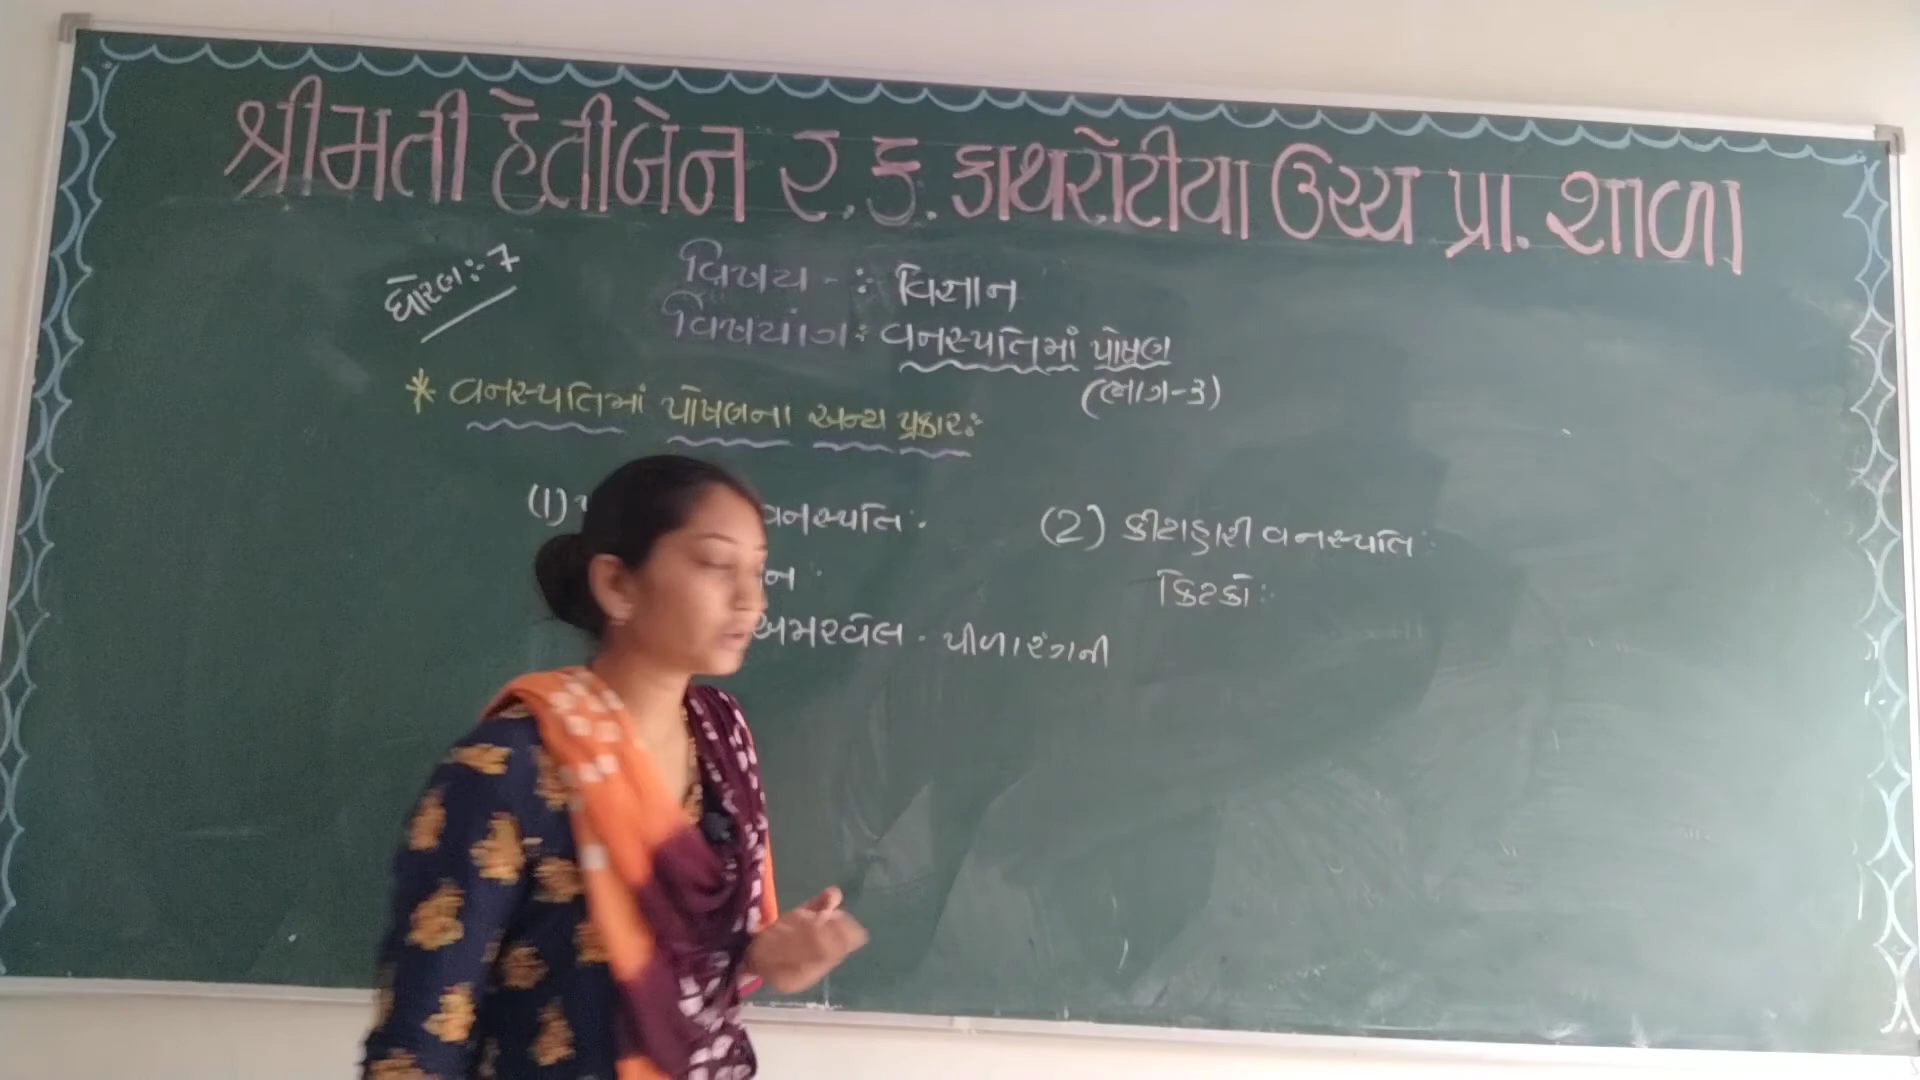 શ્રીમતી હેતીબેન ર.ક. કાથરોટીયા ઉચ્ચ પ્રા. શાળા
ધોરણ:- 7
વિષય -: વિજ્ઞાન
વિષયાંગ: વનસ્પતિમાં પોષણ
(ભાગ-3)
* વનસ્પતિમાં પોષણના અન્ય પ્રકાર:-
(1) વનસ્પતિ.
(2) કીટાહારી વનસ્પતિ:
કિટકો:
અમરવેલ . પીળા રંગની